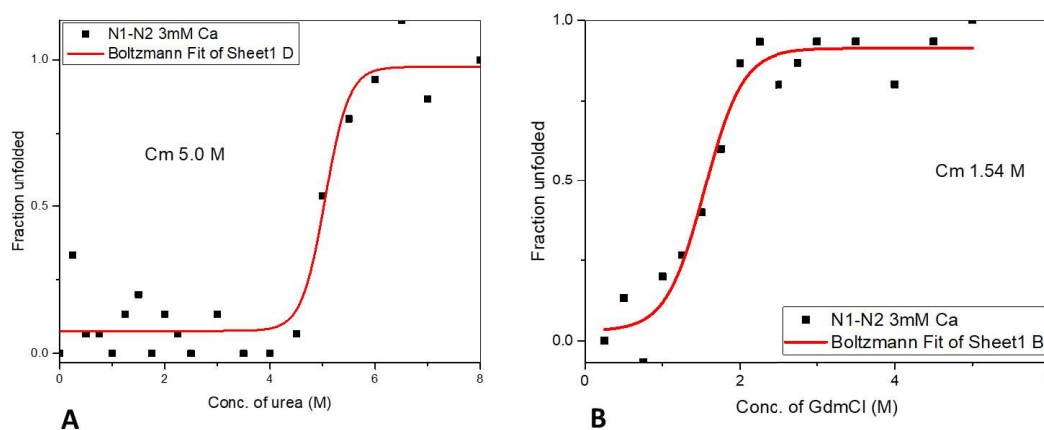 N1-N2 3mM Ca
Boltzmann Fit of Sheet1 D
1.0
0.5
0.0
Fraction unfolded
Cm 5.0 M
0 2 4 6 8
Conc. of urea (M)
A
1.0
0.5
0.0
Fraction unfolded
Cm 1.54 M
N1-N2 3mM Ca
Boltzmann Fit of Sheet1 B
0 2 4
Conc. of GdmCl (M)
B